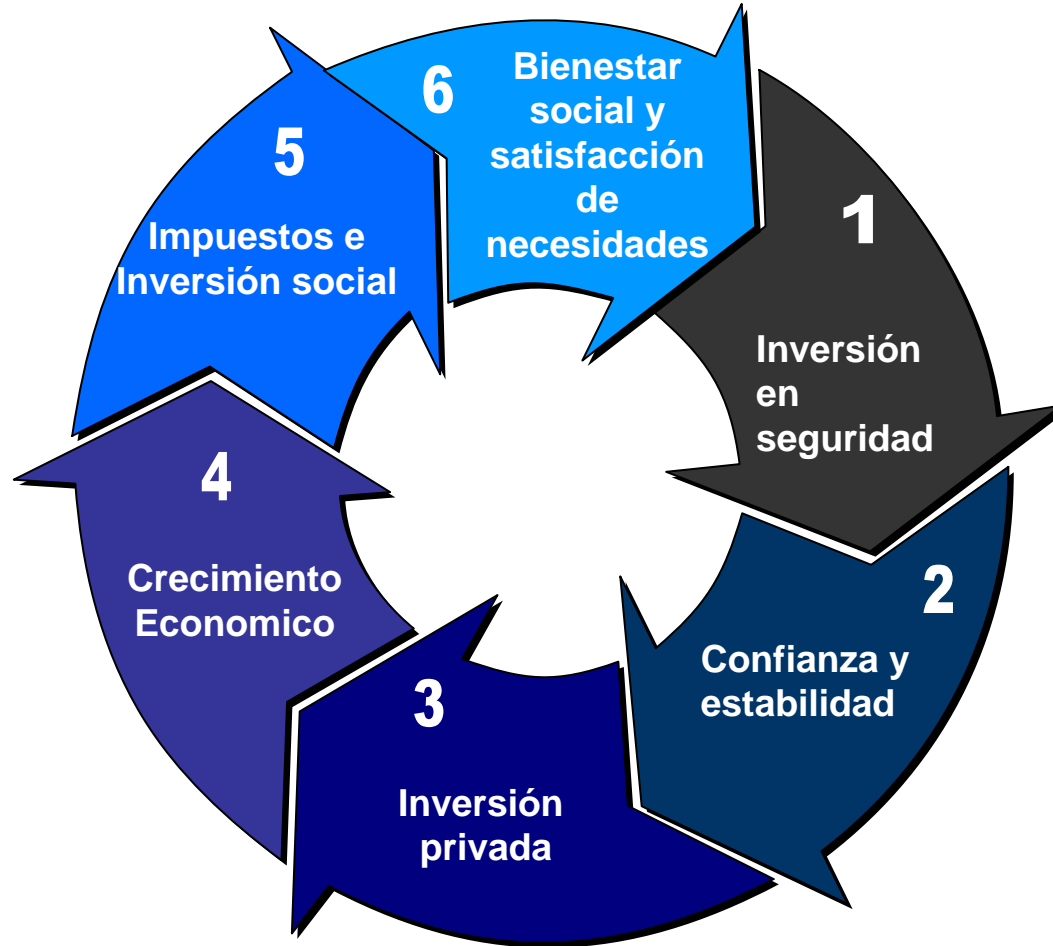 1
Inversión
en
seguridad
2
Confianza y
estabilidad
3
Inversión
privada
4
Crecimiento
Economico
5
Impuestos e
Inversión social
6
Bienestar
social y
satisfacción
de
necesidades